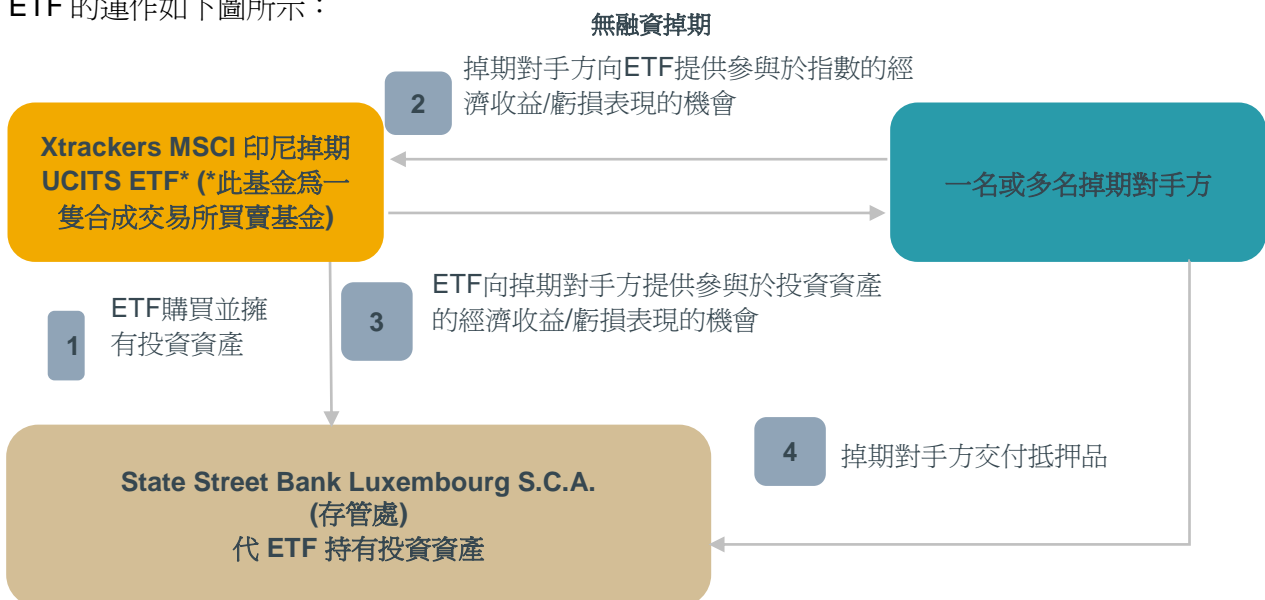 ETF 的運作如下圖所示：
無融資掉期
2
掉期對手方向ETF提供參與於指數的經
濟收益/虧損表現的機會
Xtrackers MSCI 印尼掉期
UCITS ETF* (*此基金爲一
隻合成交易所買賣基金)
一名或多名掉期對手方
1
ETF購買並擁
有投資資產
3
ETF向掉期對手方提供參與於投資資產
的經濟收益/虧損表現的機會
4
掉期對手方交付抵押品
State Street Bank Luxembourg S.C.A.
(存管處)
代 ETF 持有投資資產